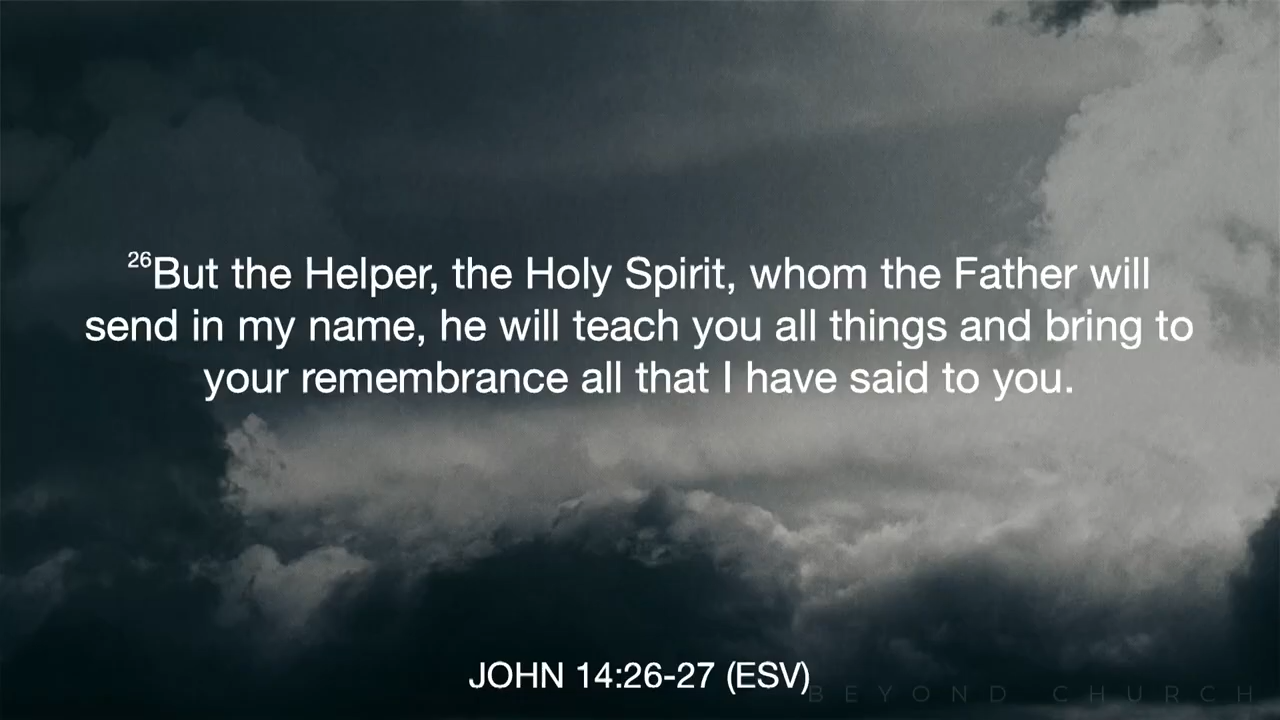 26But the Helper, the Holy Spirit, whom the Father will
send in my name, he will teach you all things and bring to
your remembrance all that I have said to you.
JOHN 14:26-27 (ESV)
BEYOND CHURCH